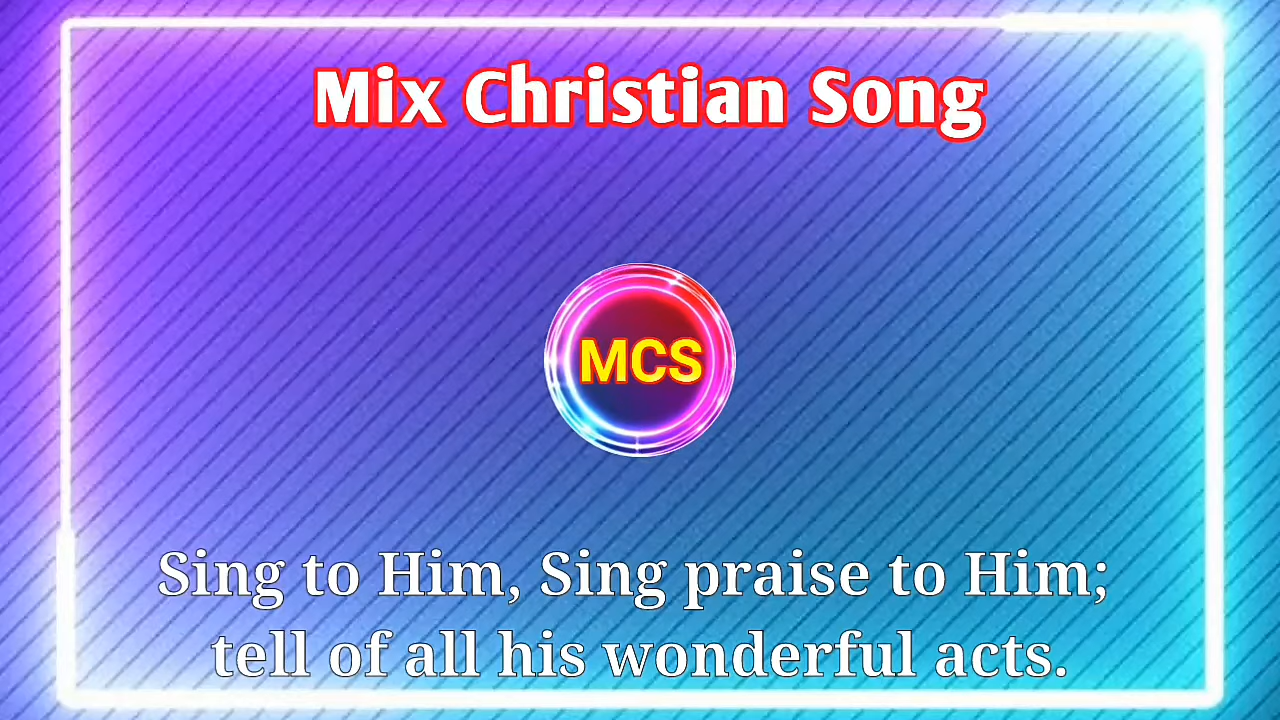 Mix Christian Song
MCS
Sing to Him, Sing praise to Him;
tell of all his wonderful acts.